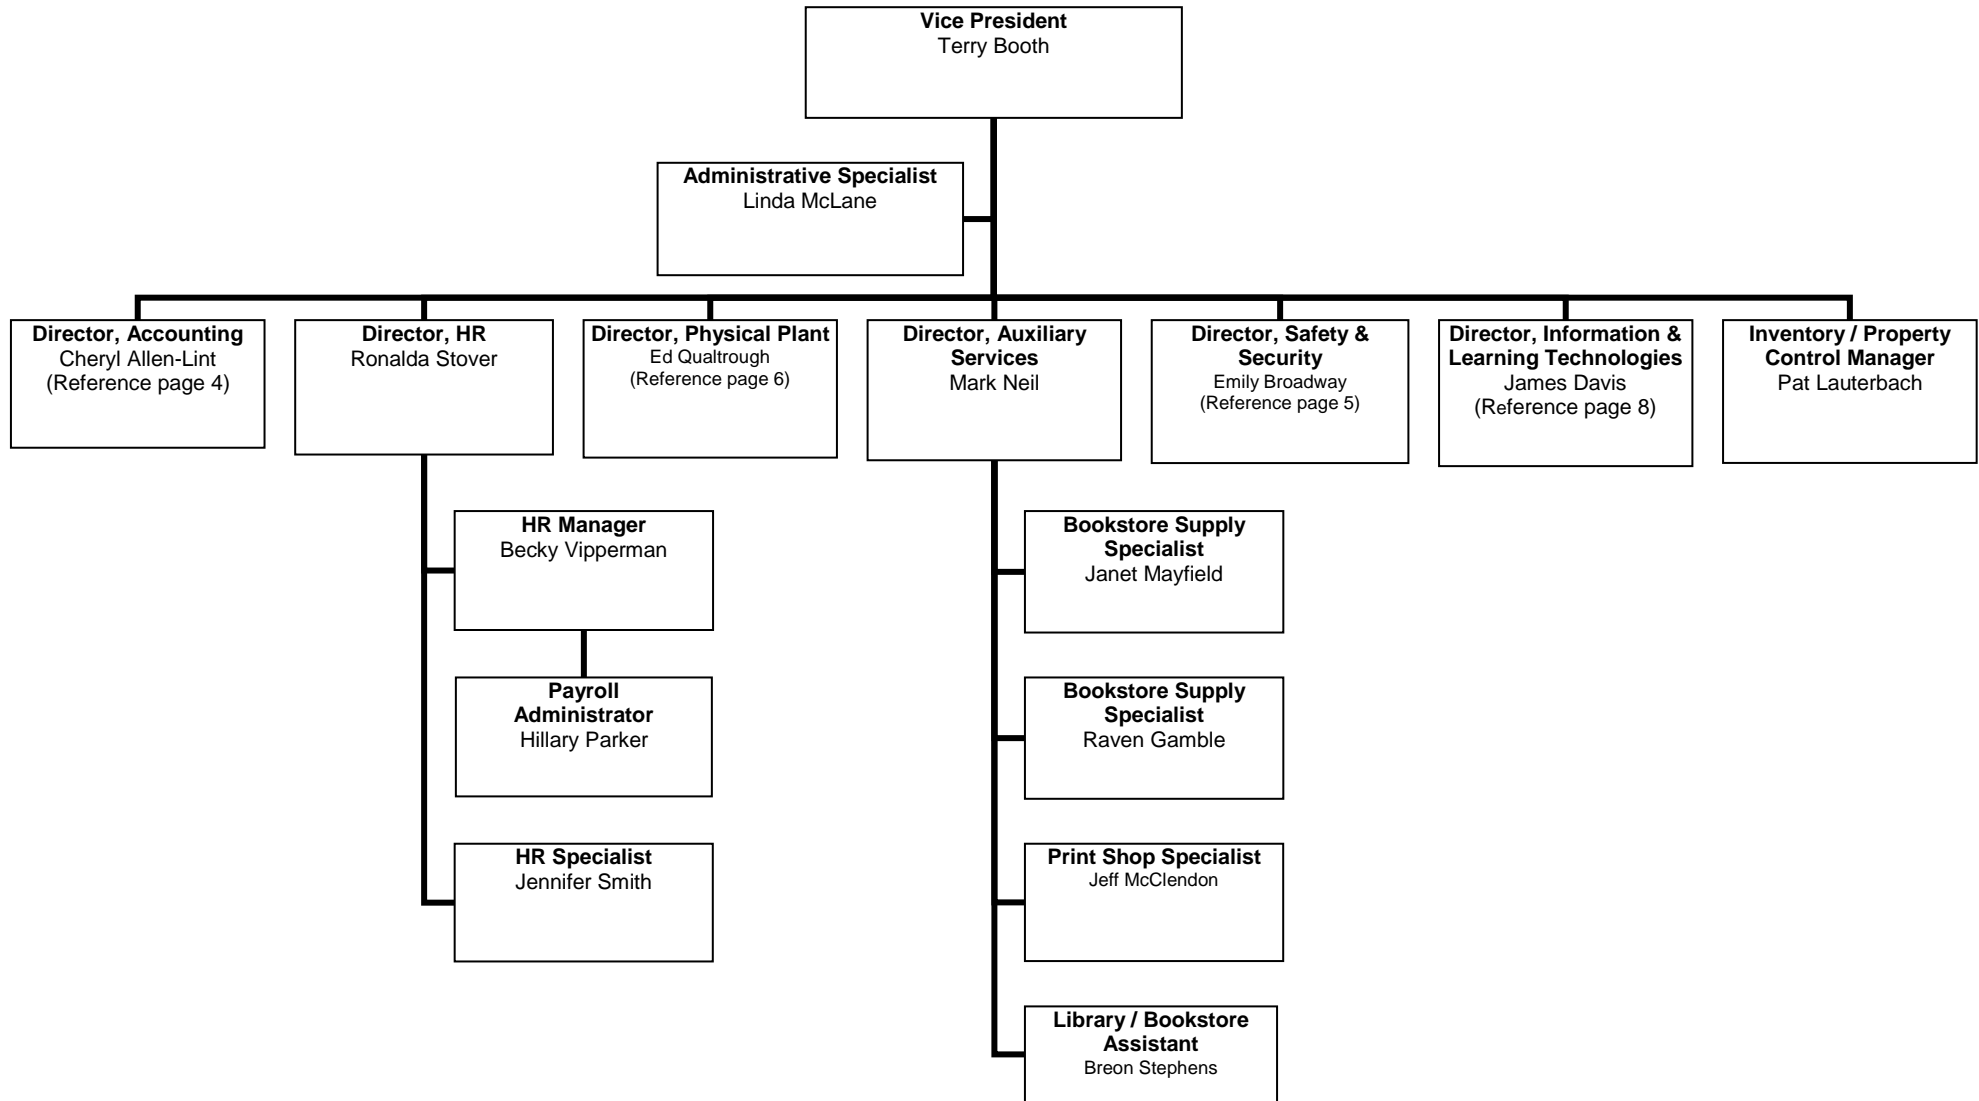 Vice President
Terry Booth
Administrative Specialist
Linda McLane
Director, Accounting
Cheryl Allen-Lint
(Reference page 4)
Director, HR
Ronalda Stover
Director, Physical Plant
Ed Qualtrough
(Reference page 6)
Director, Auxiliary
Services
Mark Neil
Director, Safety &
Security
Emily Broadway
(Reference page 5)
Director, Information &
Learning Technologies
James Davis
(Reference page 8)
Inventory / Property
Control Manager
Pat Lauterbach
HR Manager
Becky Vipperman
Payroll
Administrator
Hillary Parker
HR Specialist
Jennifer Smith
Bookstore Supply
Specialist
Janet Mayfield
Bookstore Supply
Specialist
Raven Gamble
Print Shop Specialist
Jeff McClendon
Library / Bookstore
Assistant
Breon Stephens